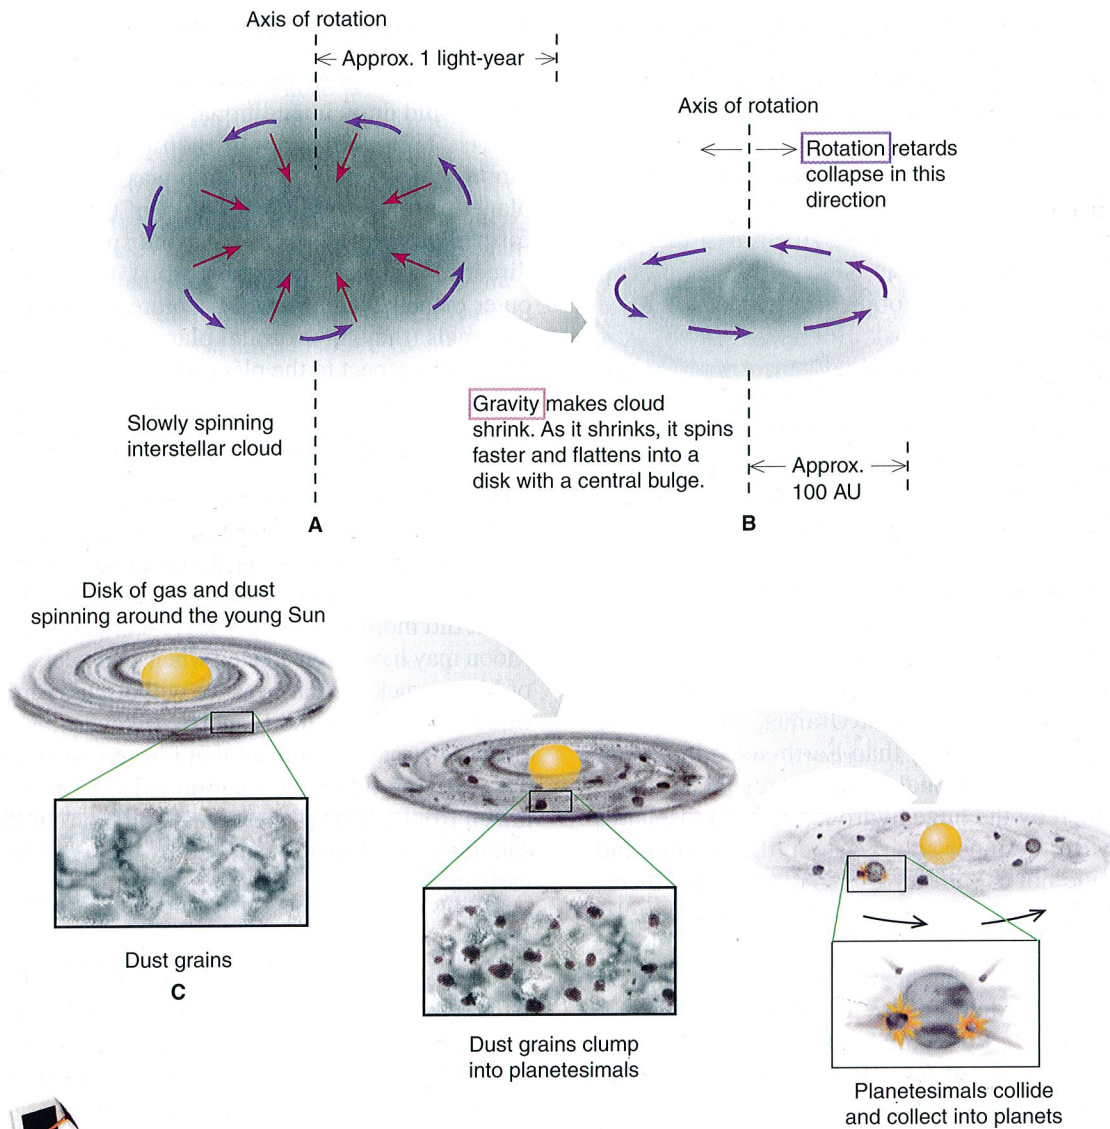 Axis of rotation
Approx. 1 light-year
Axis of rotation
Rotation retards
collapse in this
direction
Slowly spinning
interstellar cloud
Gravity makes cloud
shrink. As it shrinks, it spins
faster and flattens into a
disk with a central bulge.
Approx.
100 AU
A
B
Disk of gas and dust
spinning around the young Sun
Dust grains
C
Dust grains clump
into planetesimals
Planetesimals collide
and collect into planets